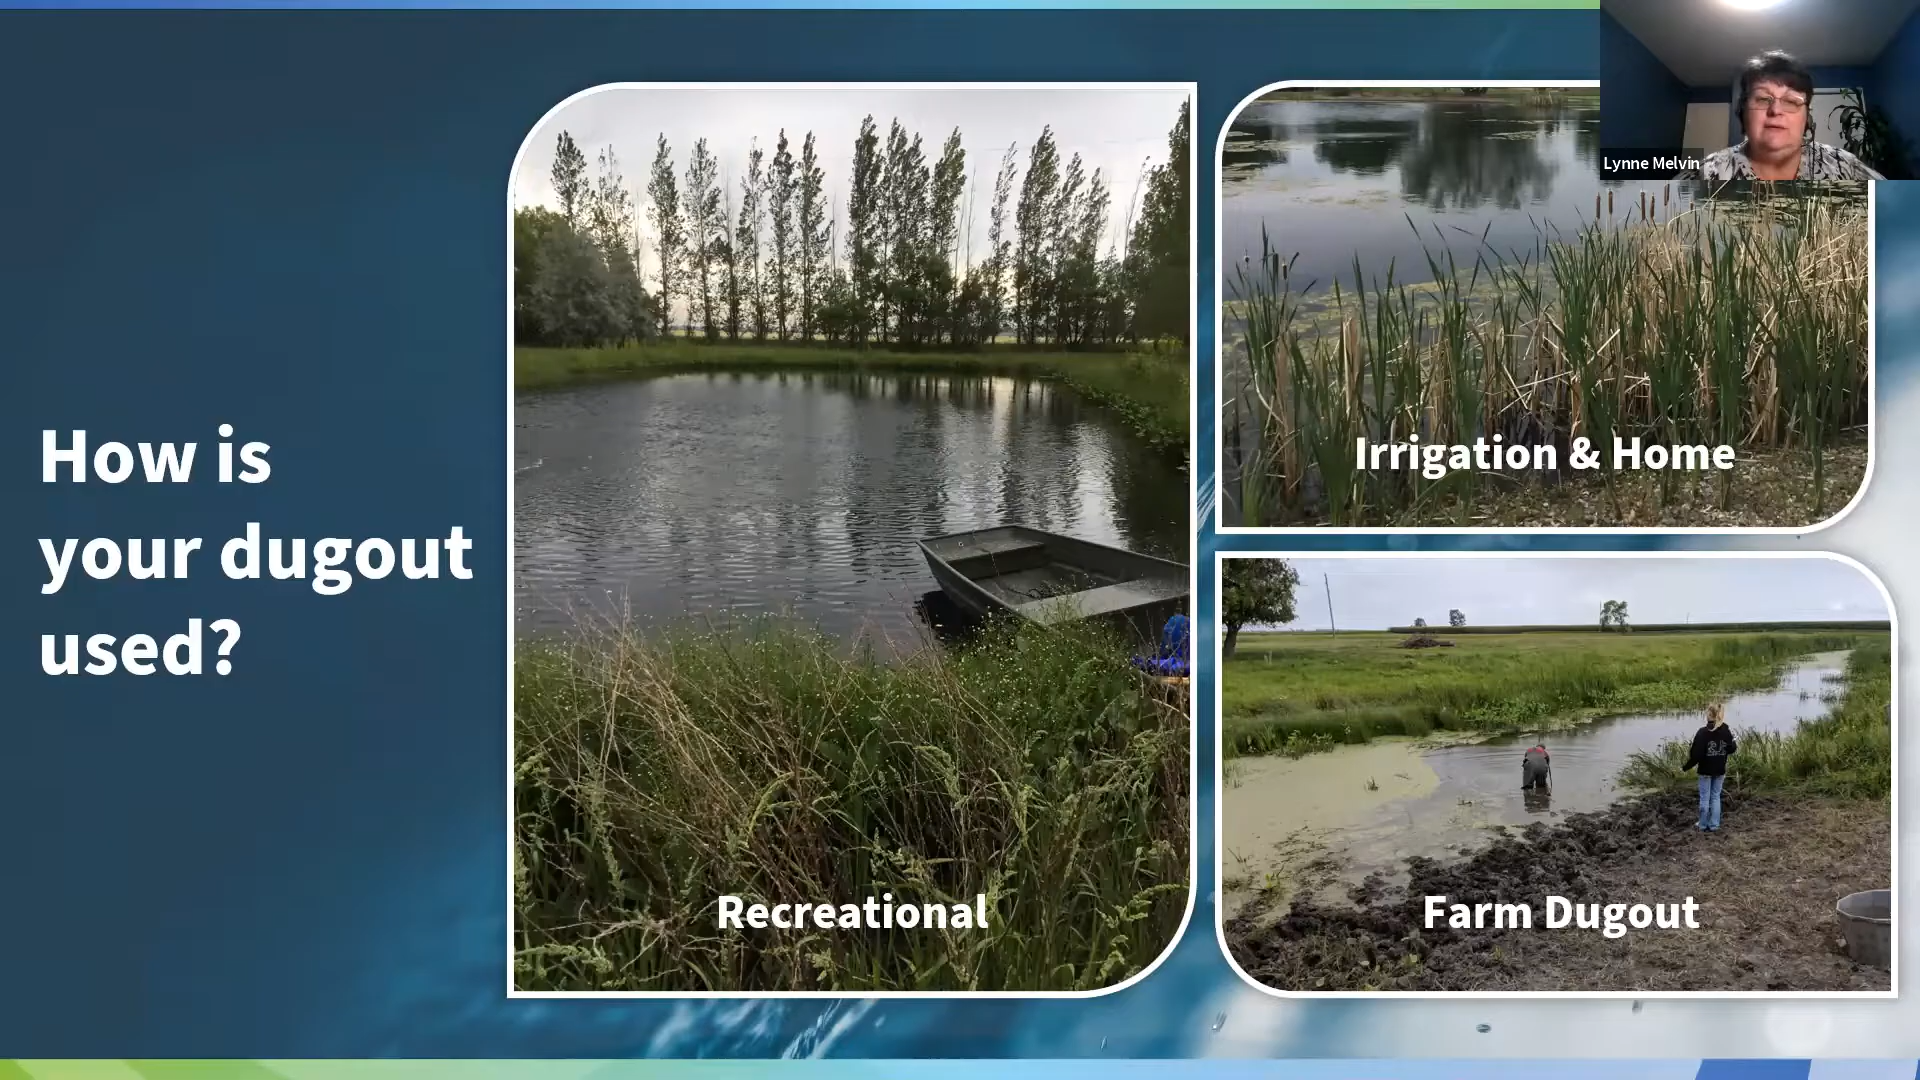 How is
your dugout
used?
Recreational
Irrigation & Home
Farm Dugout
Lynne Melvin